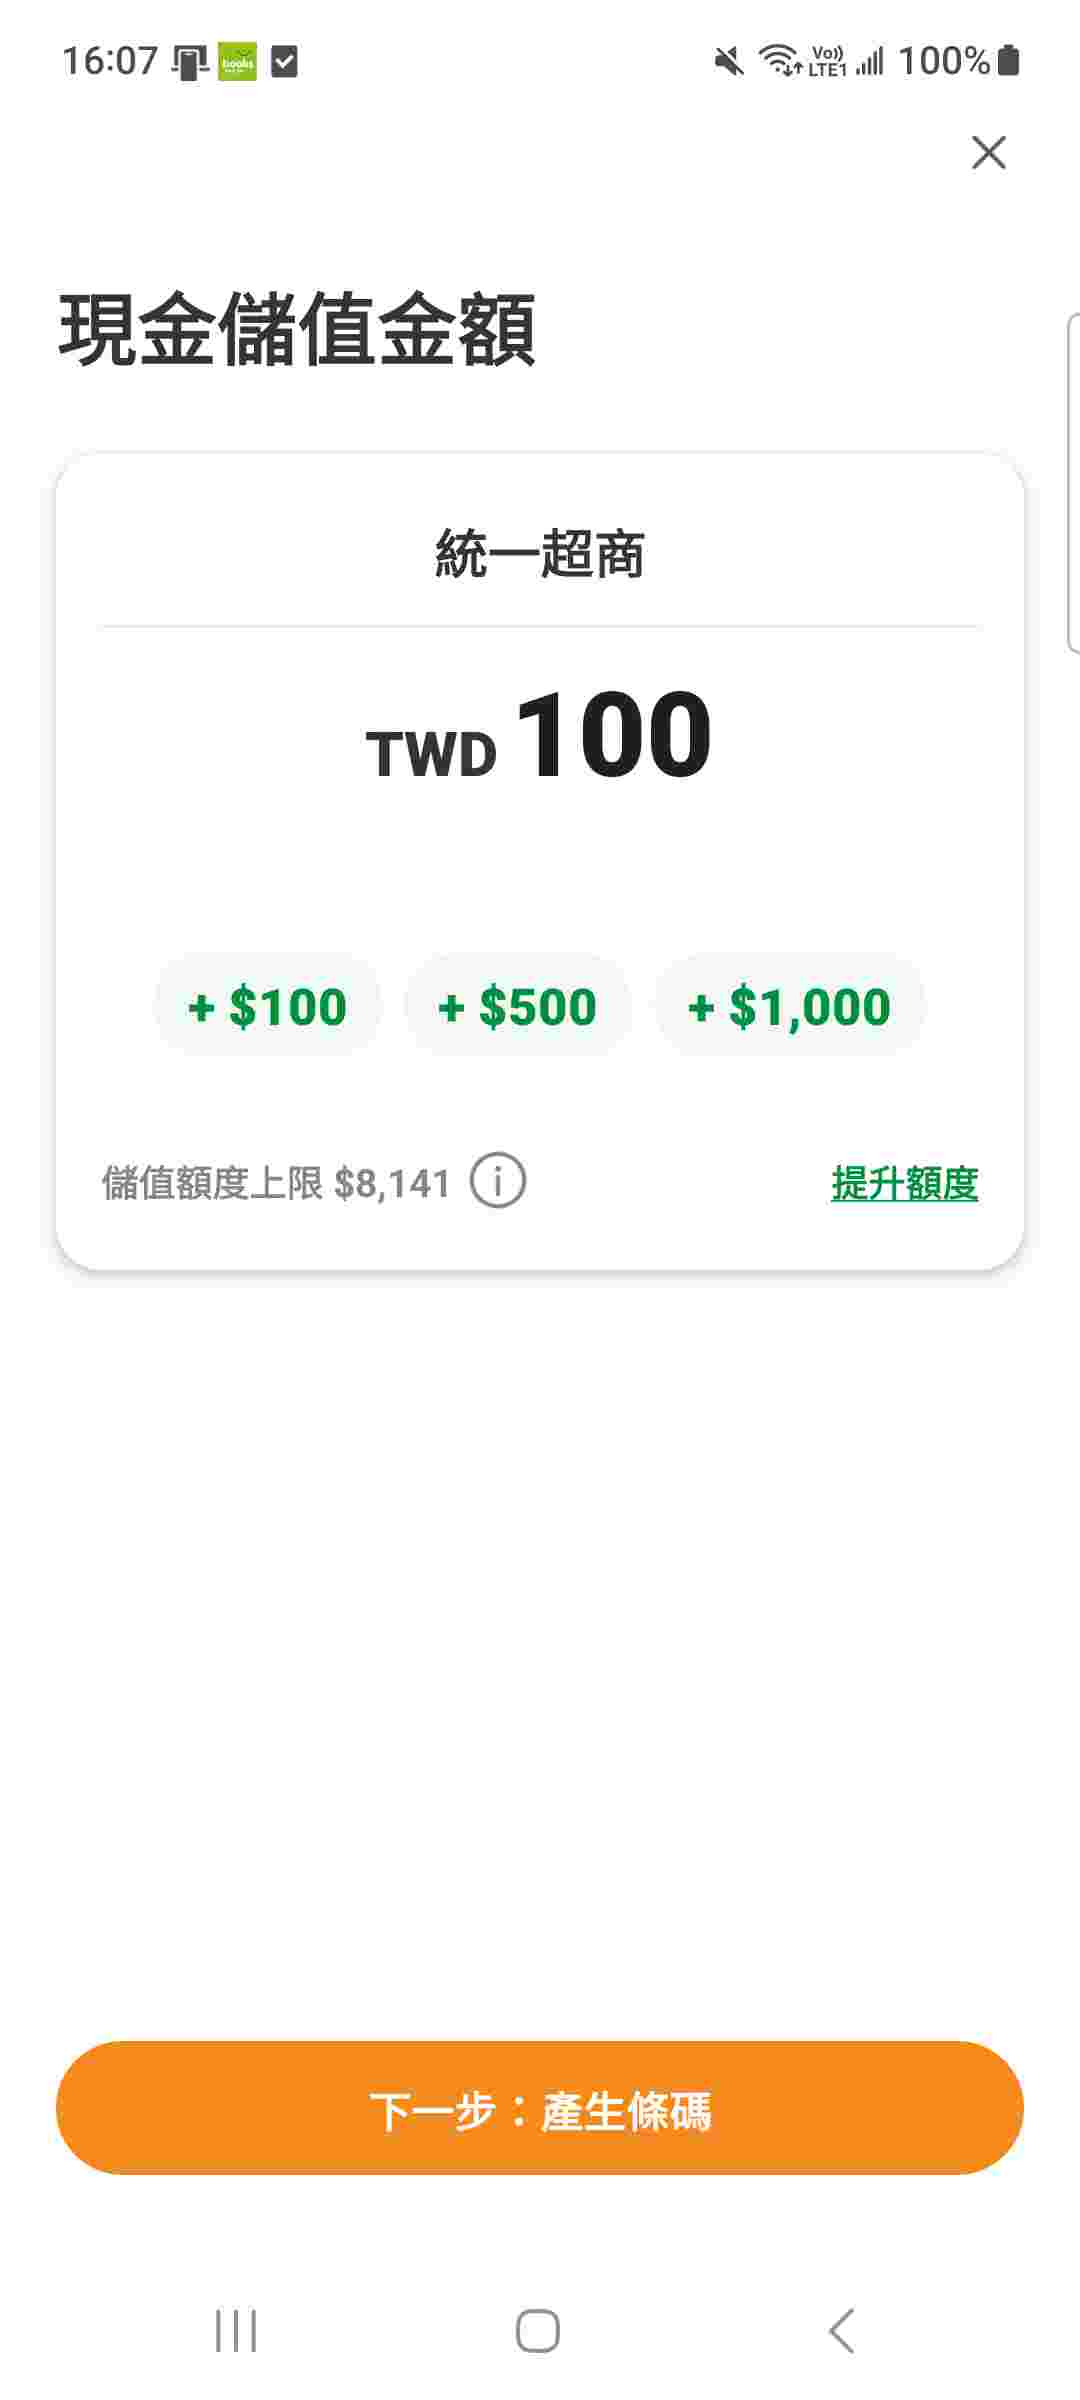 16:07 books Vo)) LTE1 100%
現金儲值金額
統一超商
TWD 100
+ $100 + $500 + $1,000
儲值額度上限 $8,141 i 提升額度
下一步：產生條碼